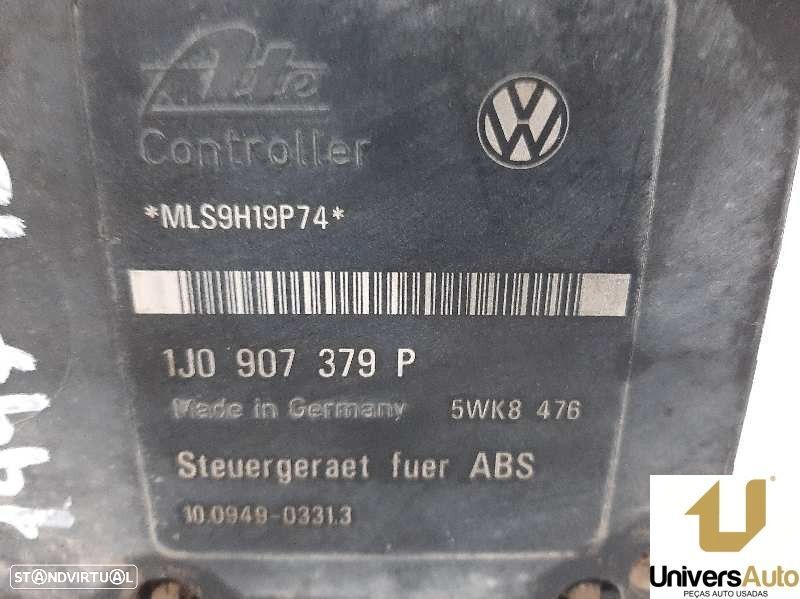 Ate
Controller
*MLS9H19P74*
1J0 907 379 P
Made in Germany 5WK8 476
Steuergeraet fuer ABS
10.0949-0331.3
STANDVIRTUAL
UniversAuto
PEÇAS AUTO USADAS